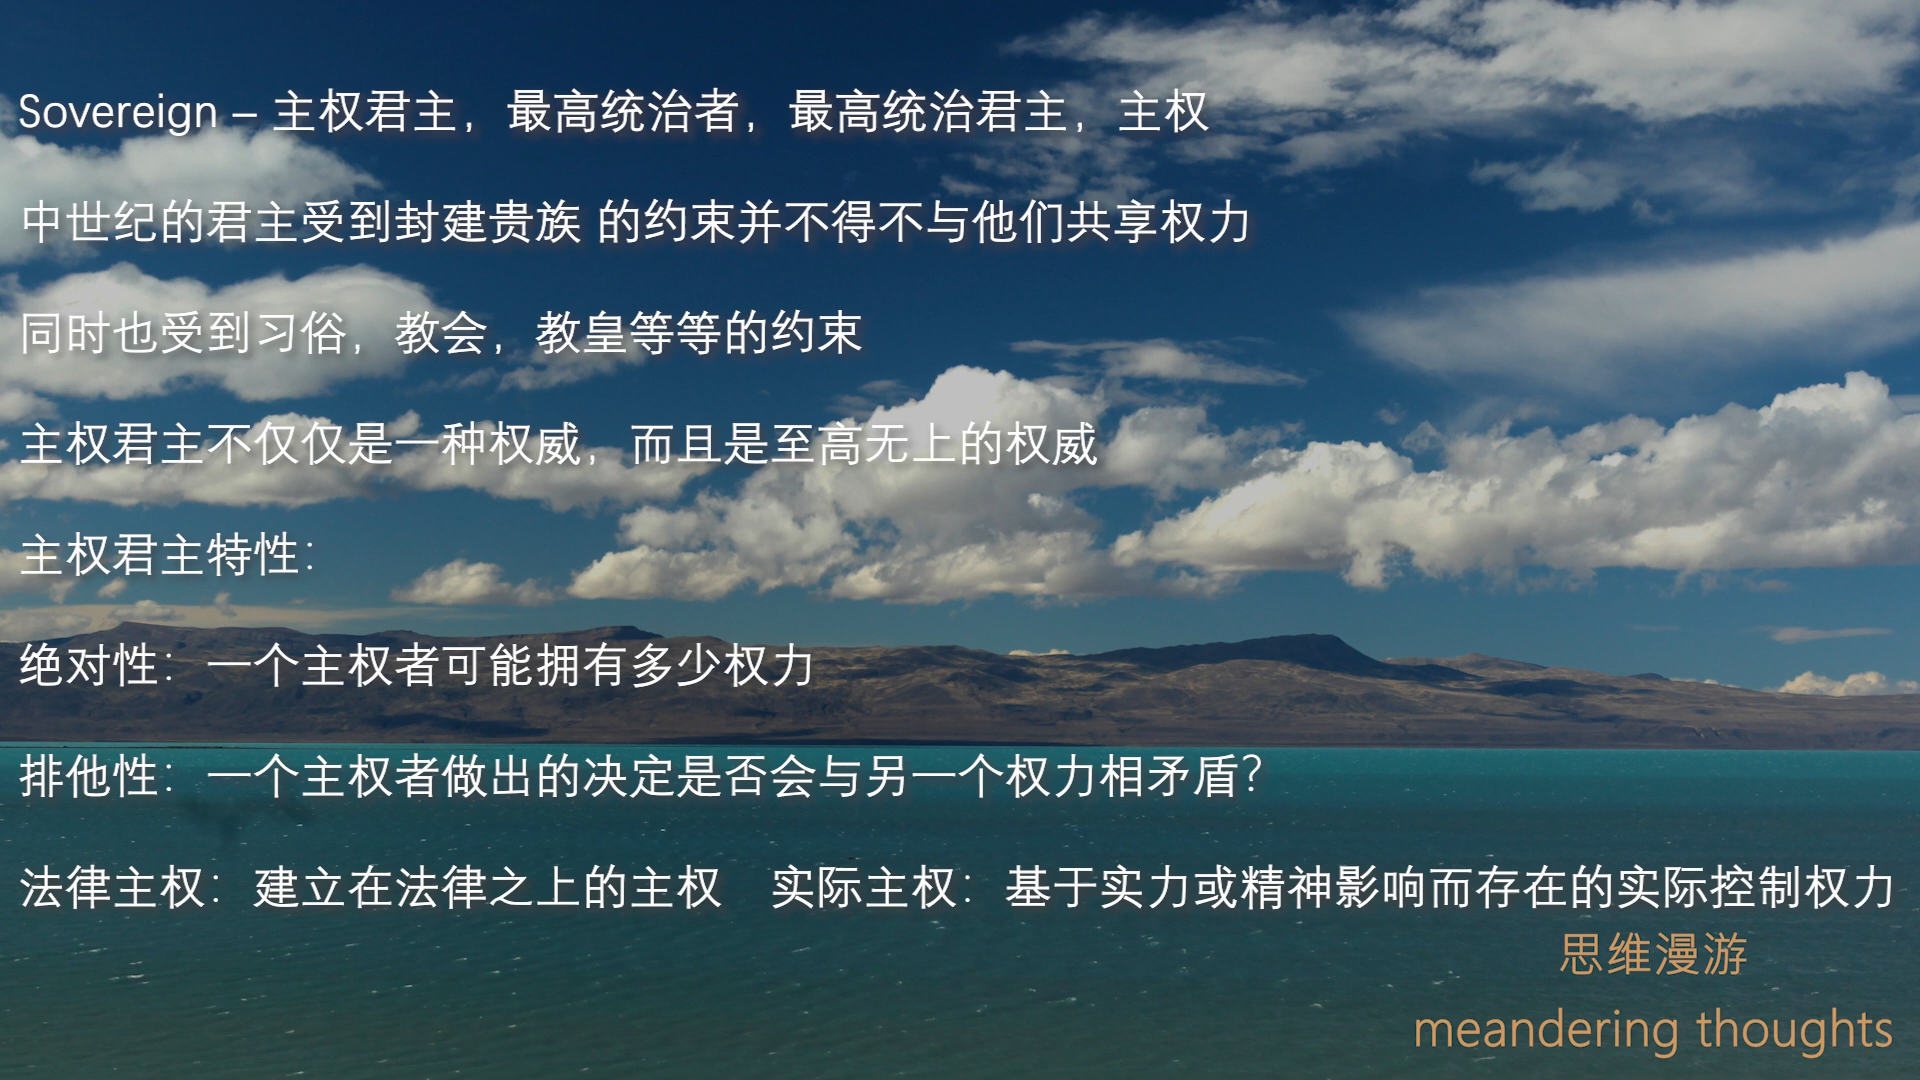 Sovereign – 主权君主，最高统治者，最高统治君主，主权
中世纪的君主受到封建贵族 的约束并不得不与他们共享权力
同时也受到习俗，教会，教皇等等的约束
主权君主不仅仅是一种权威，而且是至高无上的权威
主权君主特性：
绝对性：一个主权者可能拥有多少权力
排他性：一个主权者做出的决定是否会与另一个权力相矛盾？
法律主权：建立在法律之上的主权　实际主权：基于实力或精神影响而存在的实际控制权力
思维漫游
meandering thoughts